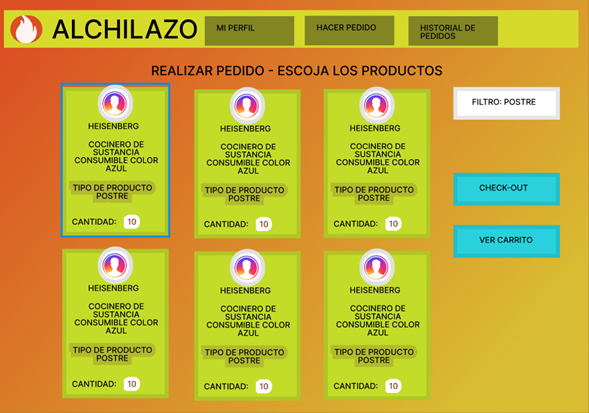 ALCHILAZO
MI PERFIL
HACER PEDIDO
HISTORIAL DE
PEDIDOS
REALIZAR PEDIDO - ESCOJA LOS PRODUCTOS
HEISENBERG
COCINERO DE
SUSTANCIA
CONSUMIBLE COLOR
AZUL
TIPO DE PRODUCTO
POSTRE
CANTIDAD: 10
HEISENBERG
COCINERO DE
SUSTANCIA
CONSUMIBLE COLOR
AZUL
TIPO DE PRODUCTO
POSTRE
CANTIDAD: 10
HEISENBERG
COCINERO DE
SUSTANCIA
CONSUMIBLE COLOR
AZUL
TIPO DE PRODUCTO
POSTRE
CANTIDAD: 10
FILTRO: POSTRE
CHECK-OUT
VER CARRITO
HEISENBERG
COCINERO DE
SUSTANCIA
CONSUMIBLE COLOR
AZUL
TIPO DE PRODUCTO
POSTRE
CANTIDAD: 10
HEISENBERG
COCINERO DE
SUSTANCIA
CONSUMIBLE COLOR
AZUL
TIPO DE PRODUCTO
POSTRE
CANTIDAD: 10
HEISENBERG
COCINERO DE
SUSTANCIA
CONSUMIBLE COLOR
AZUL
TIPO DE PRODUCTO
POSTRE
CANTIDAD: 10